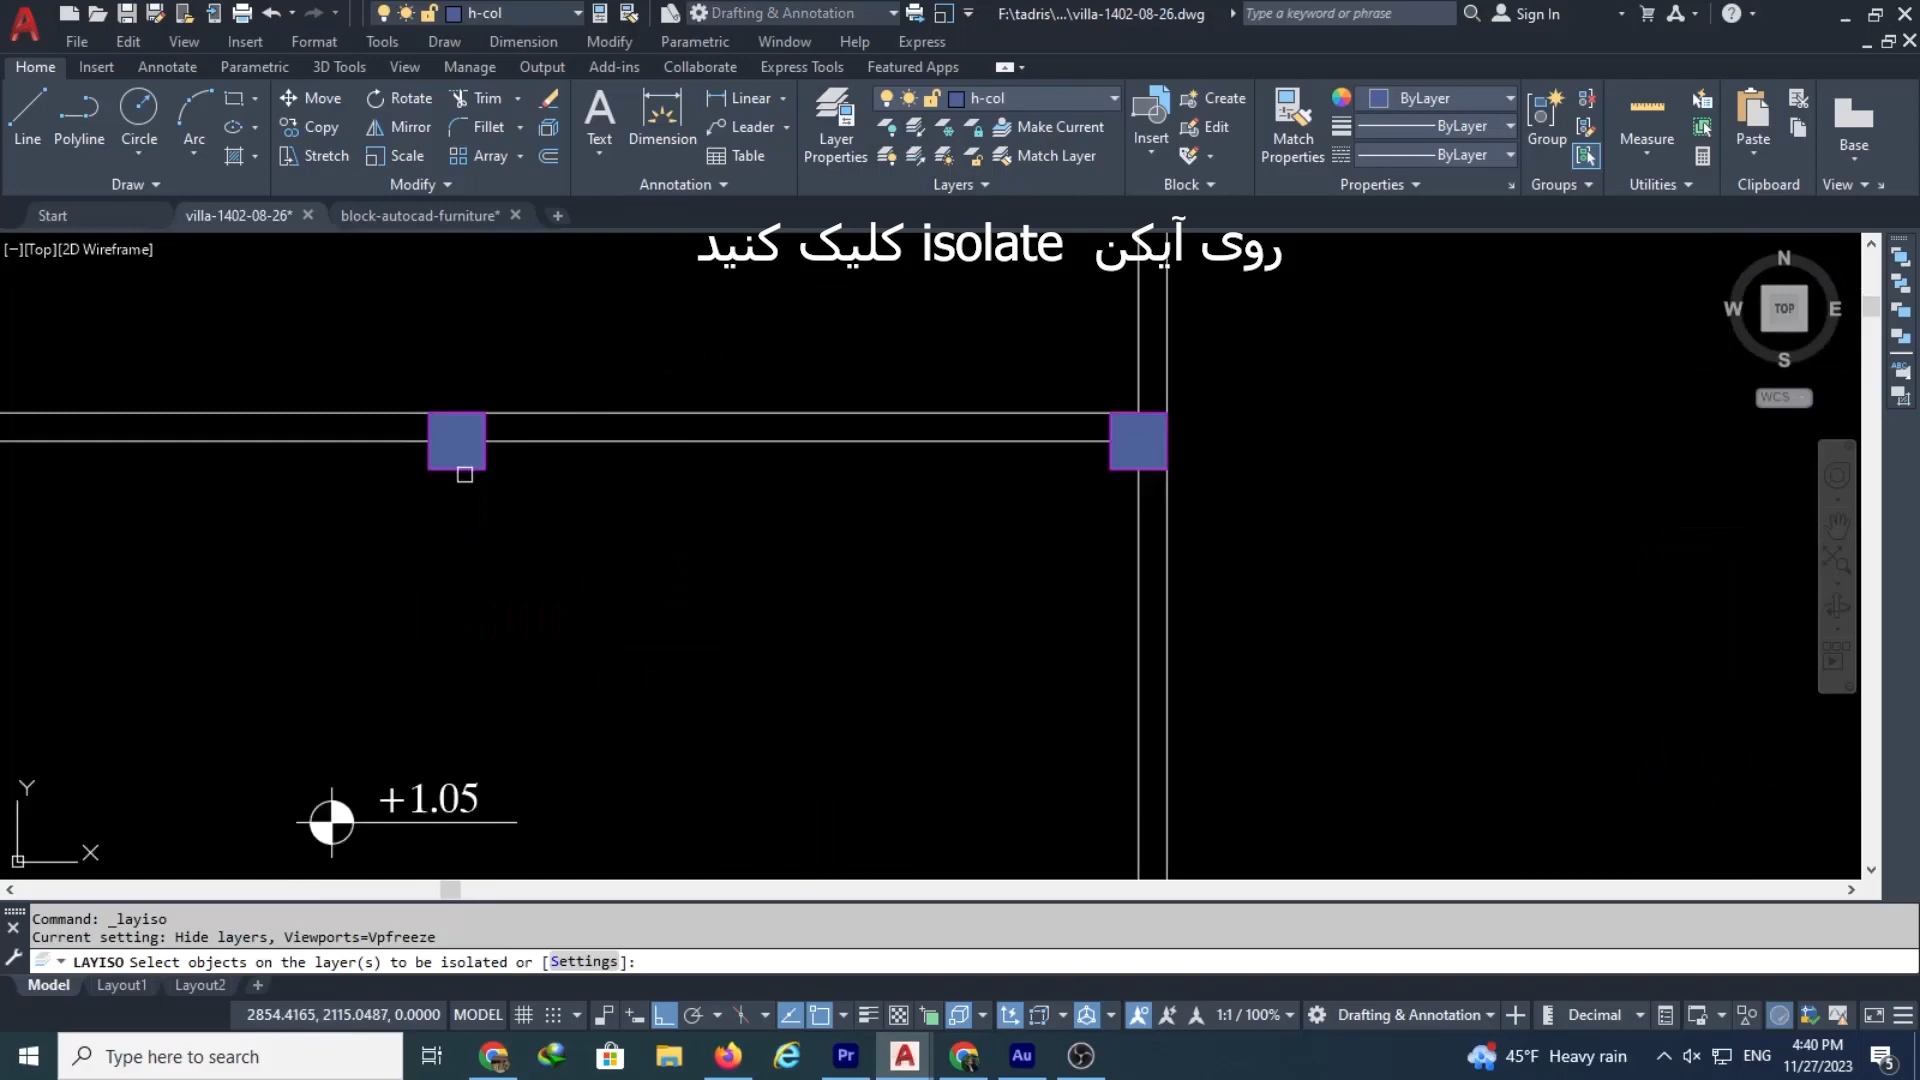 h-col
Drafting & Annotation
F:\tadris\...\villa-1402-08-26.dwg
Type a keyword or phrase
Sign In
File Edit View Insert Format Tools Draw Dimension Modify Parametric Window Help Express
Home Insert Annotate Parametric 3D Tools View Manage Output Add-ins Collaborate Express Tools Featured Apps
Line Polyline Circle Arc
Move Rotate Trim
Copy Mirror Fillet
Stretch Scale Array
Text Dimension
Linear
Leader
Table
Layer Properties
h-col
Make Current
Match Layer
Insert
Create
Edit
Match Properties
ByLayer
ByLayer
ByLayer
Group
Measure
Paste
Base
Draw Modify Annotation Layers Block Properties Groups Utilities Clipboard View
Start villa-1402-08-26* block-autocad-furniture*
[−][Top][2D Wireframe]
روی آیکن isolate کلیک کنید
N
W TOP E
S
WCS
+1.05
Y
X
Command: _layiso
Current setting: Hide layers, Viewports=Vpfreeze
LAYISO Select objects on the layer(s) to be isolated or [Settings]:
Model Layout1 Layout2
2854.4165, 2115.0487, 0.0000 MODEL 1:1 / 100% Drafting & Annotation Decimal
Type here to search
Pr
Au
45°F Heavy rain
ENG
4:40 PM
11/27/2023
5